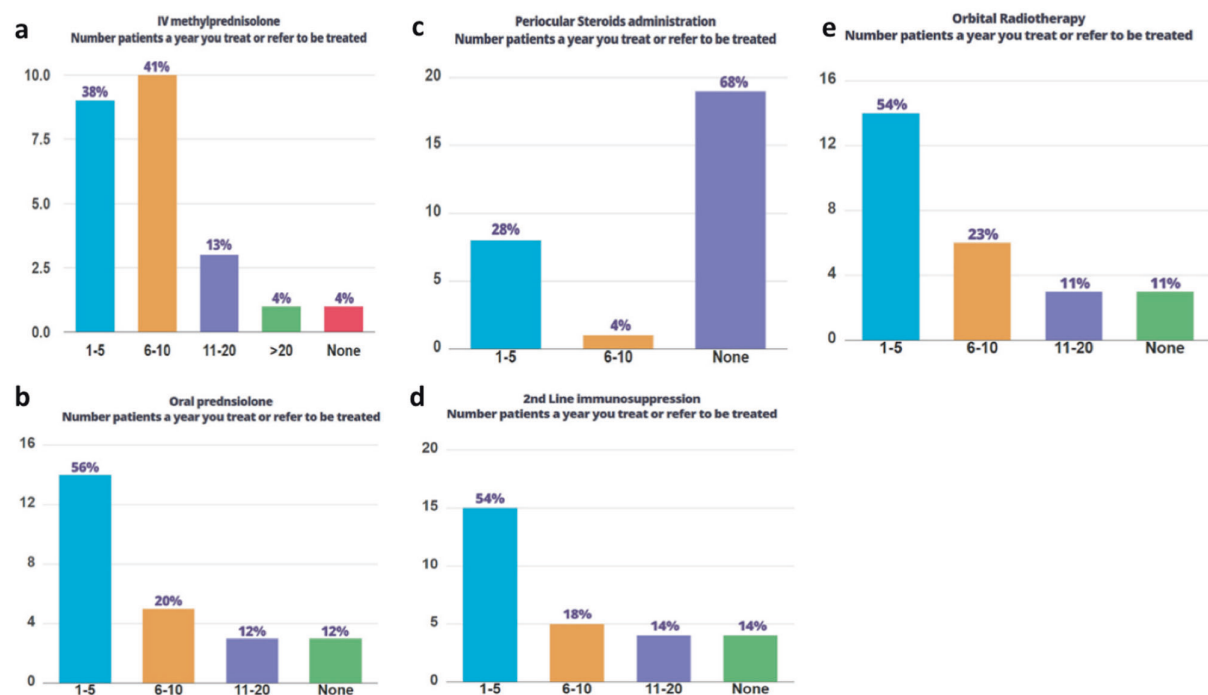 a
IV methylprednisolone
Number patients a year you treat or refer to be treated
10.0
7.5
5.0
2.5
0.0
38%
41%
13%
4%
4%
1-5 6-10 11-20 >20 None
b
Oral prednsiolone
Number patients a year you treat or refer to be treated
16
12
8
4
0
56%
20%
12%
12%
1-5 6-10 11-20 None
c
Periocular Steroids administration
Number patients a year you treat or refer to be treated
20
15
10
5
0
28%
4%
68%
1-5 6-10 None
d
2nd Line immunosuppression
Number patients a year you treat or refer to be treated
20
15
10
5
0
54%
18%
14%
14%
1-5 6-10 11-20 None
e
Orbital Radiotherapy
Number patients a year you treat or refer to be treated
16
12
8
4
0
54%
23%
11%
11%
1-5 6-10 11-20 None